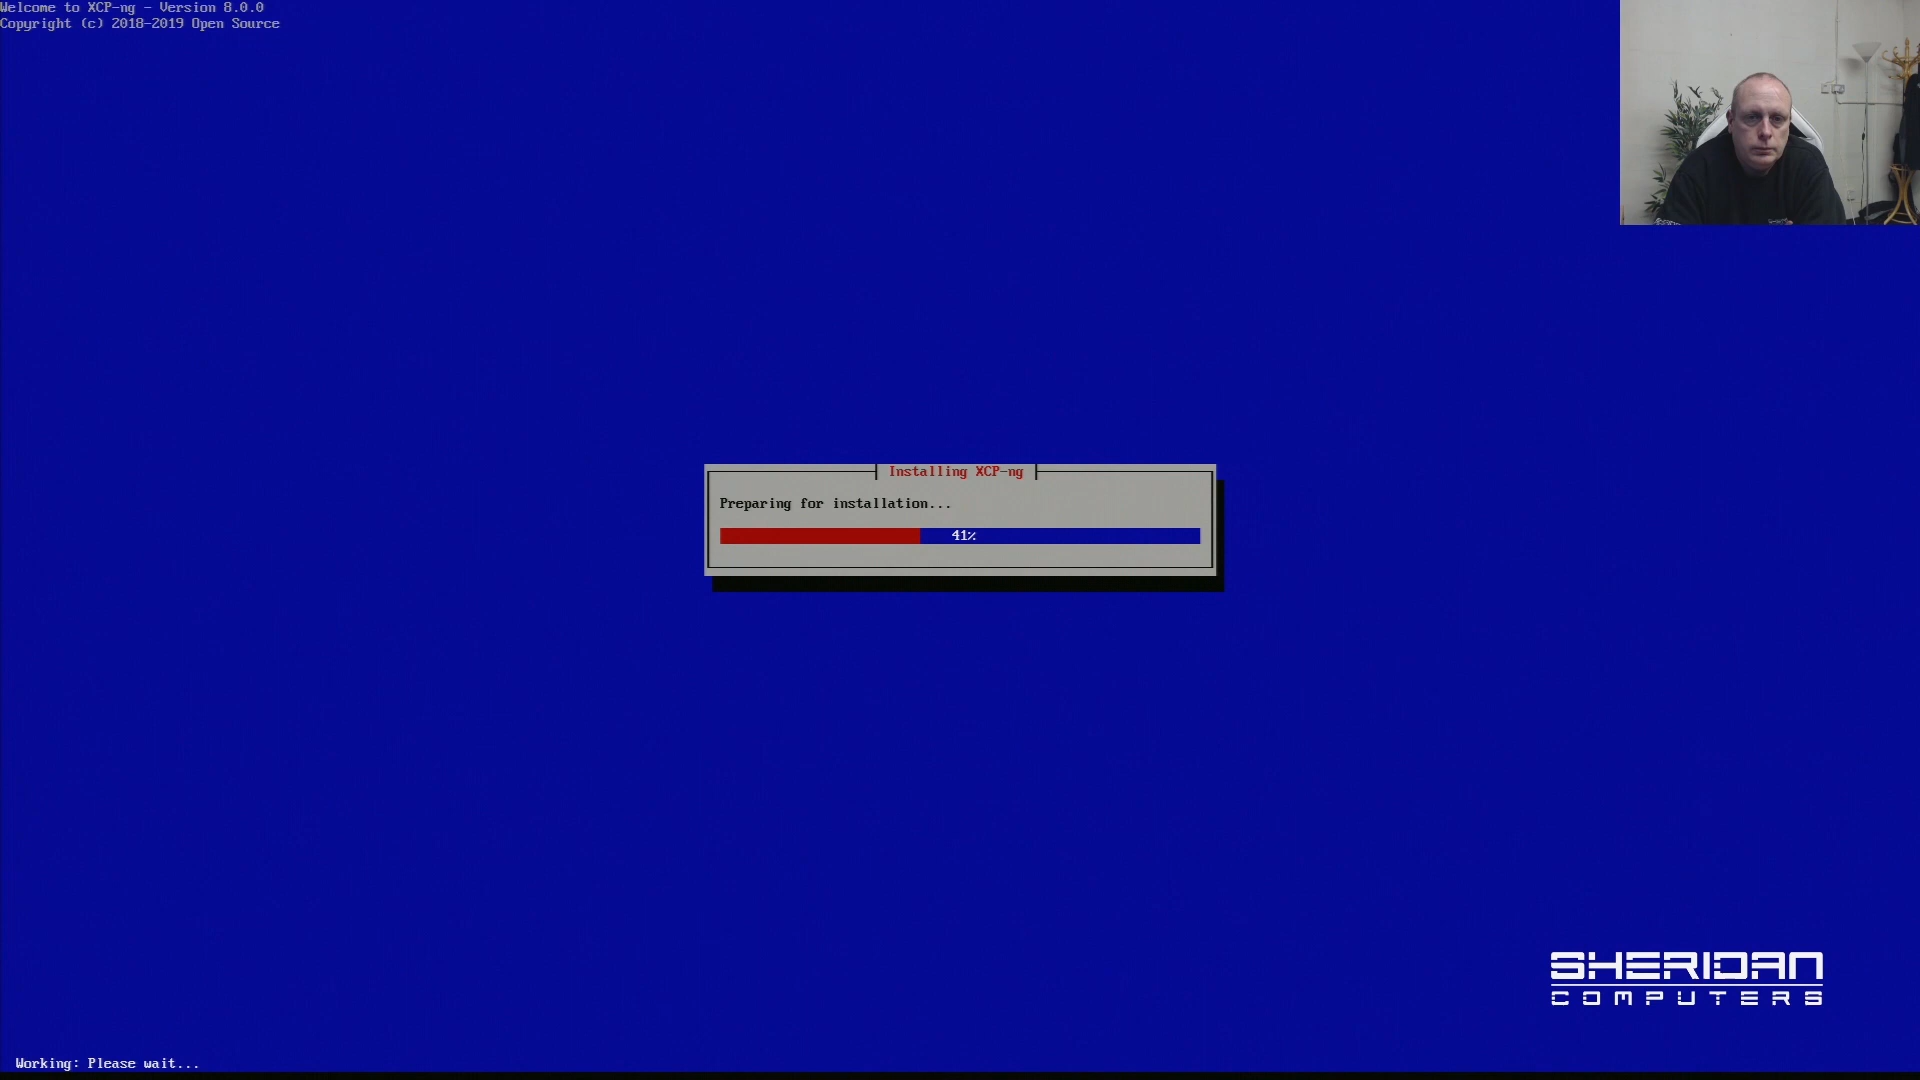 Welcome to XCP-ng - Version 8.0.0
Copyright (c) 2018-2019 Open Source
Installing XCP-ng
Preparing for installation...
41%
SHERIDAN
COMPUTERS
Working: Please wait...